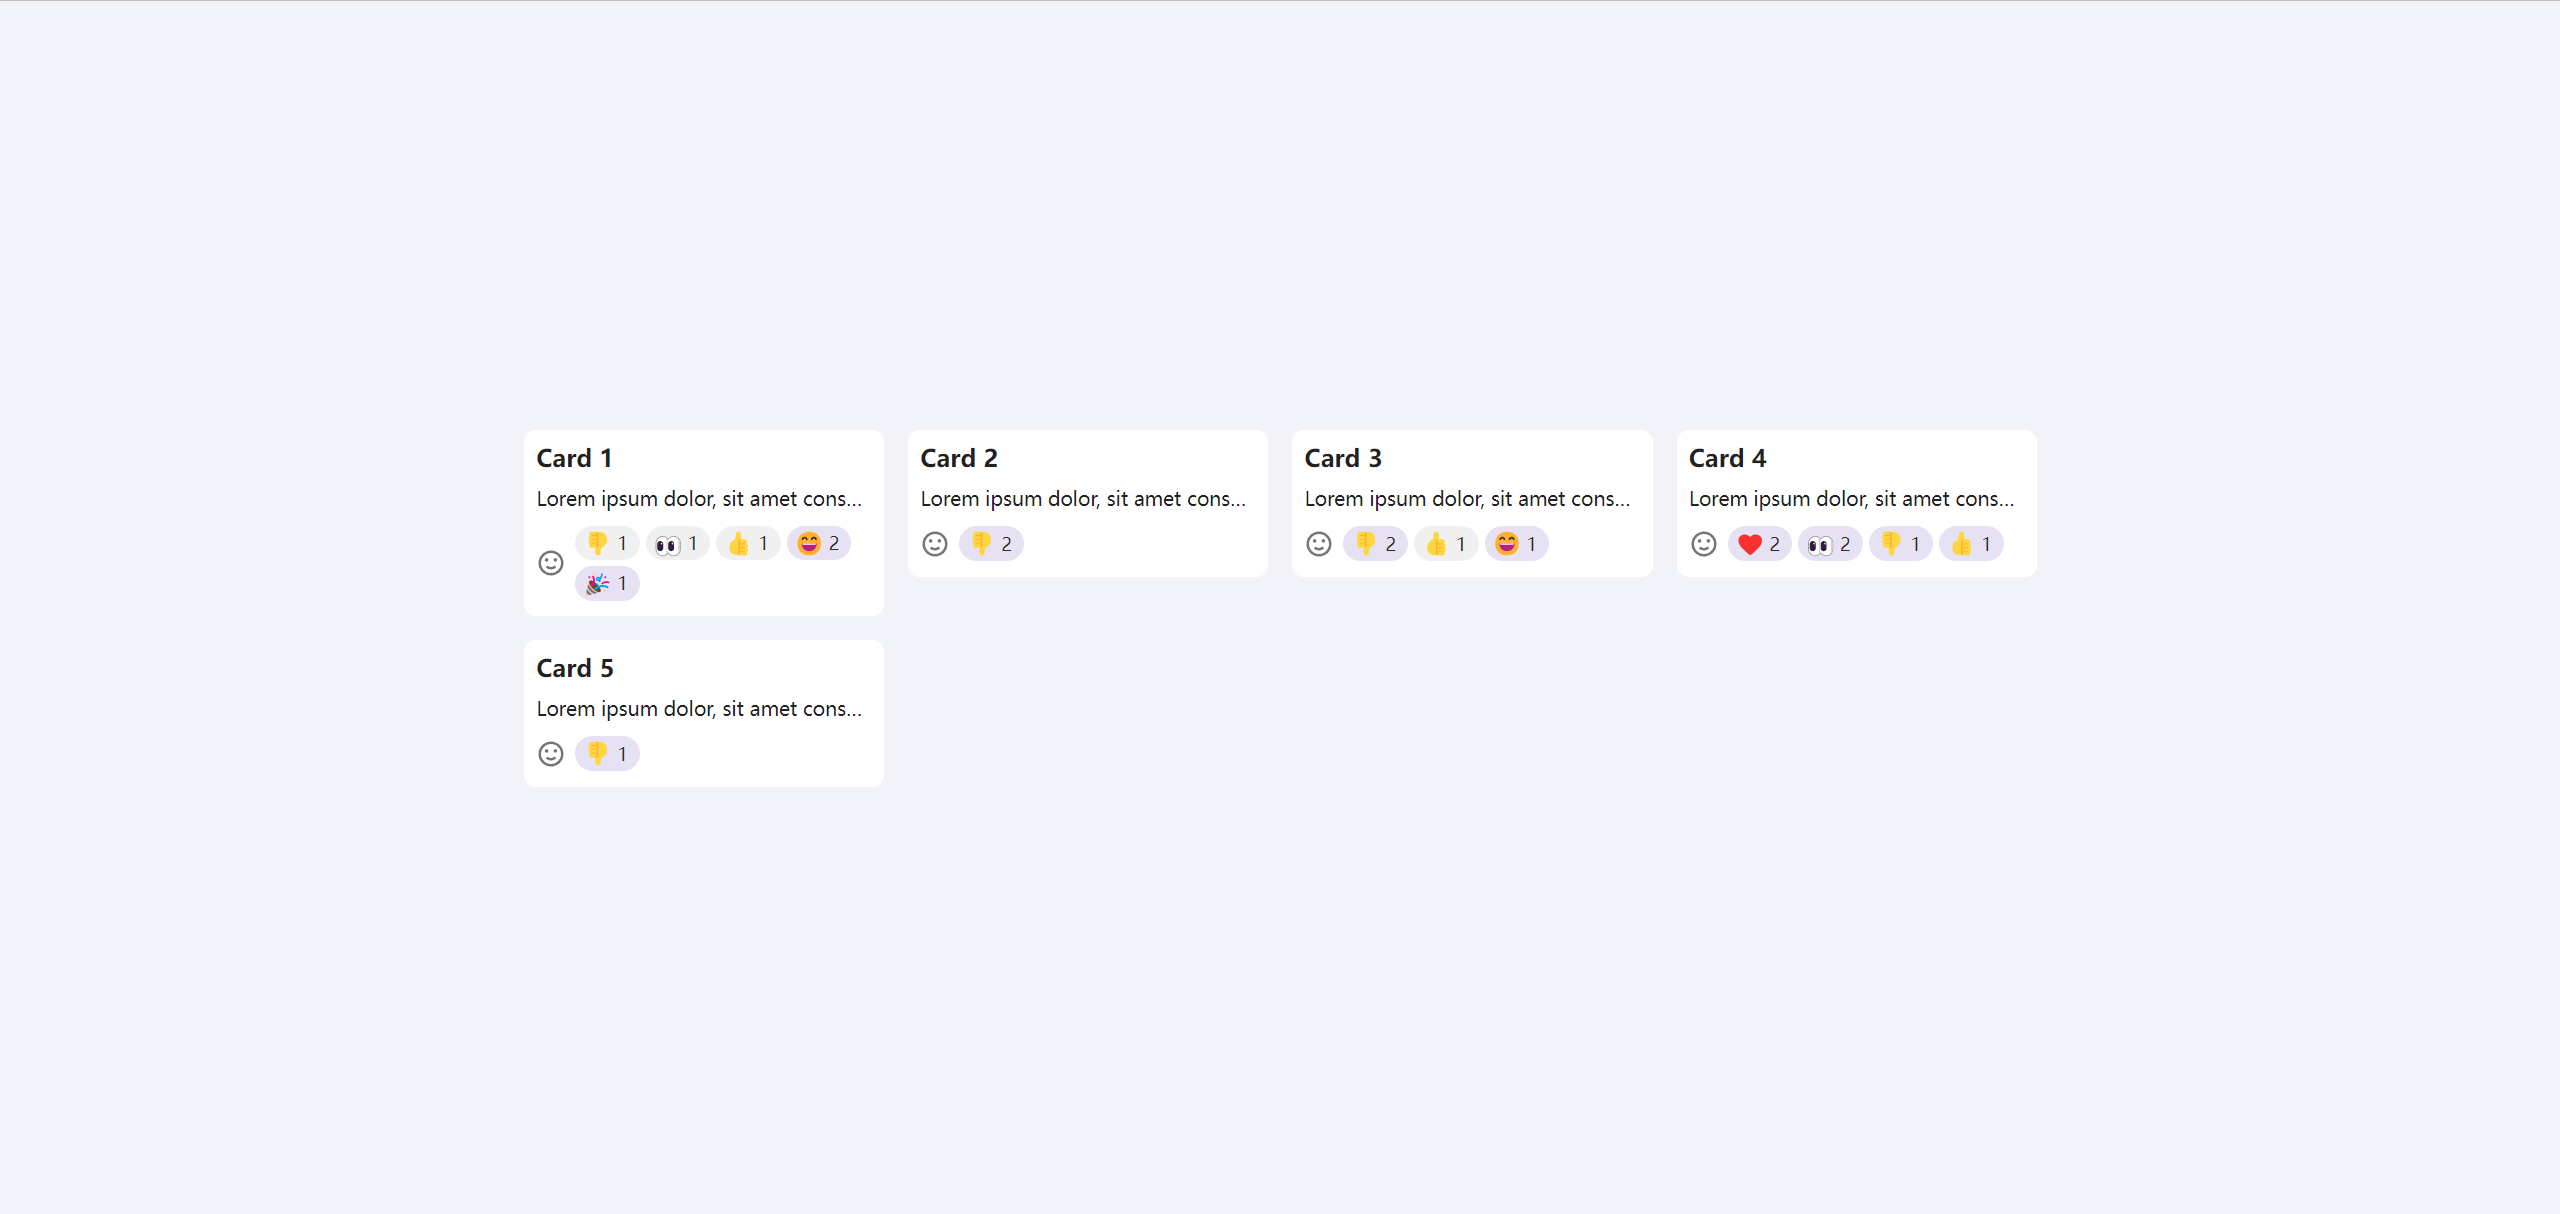 Card 1
Lorem ipsum dolor, sit amet cons...
👎 1 👀 1 👍 1 😄 2
🎉 1
Card 2
Lorem ipsum dolor, sit amet cons...
👎 2
Card 3
Lorem ipsum dolor, sit amet cons...
👎 2 👍 1 😄 1
Card 4
Lorem ipsum dolor, sit amet cons...
❤️ 2 👀 2 👎 1 👍 1
Card 5
Lorem ipsum dolor, sit amet cons...
👎 1